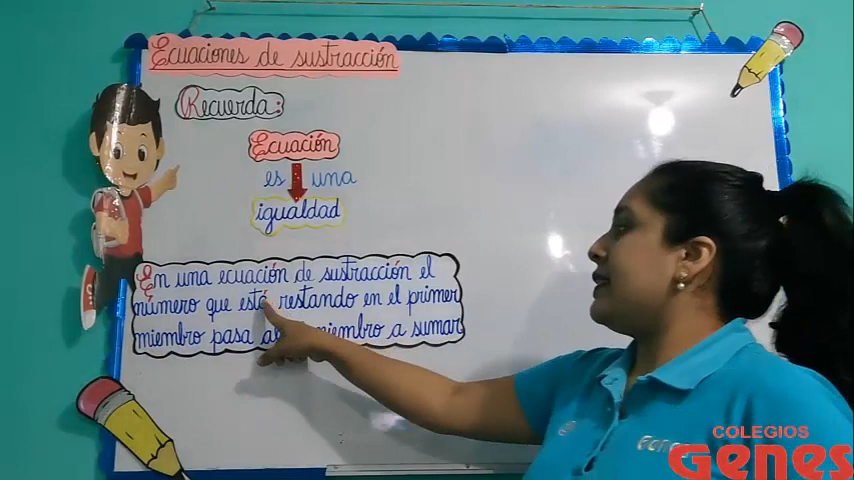 Ecuaciones de sustracción
Recuerda:
Ecuación
es una
igualdad
En una ecuación de sustracción el
número que está restando en el primer
miembro pasa al miembro a sumar
Genes
COLEGIOS
Genes